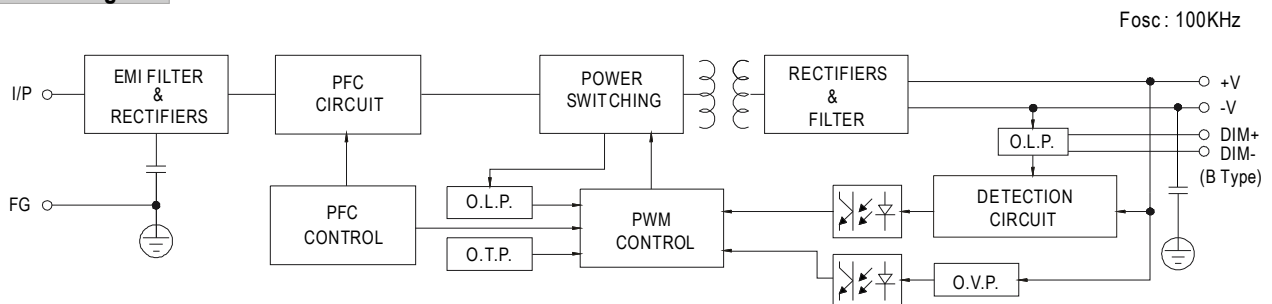 Fosc : 100KHz
I/P
EMI FILTER
&
RECTIFIERS
PFC
CIRCUIT
POWER
SWITCHING
RECTIFIERS
&
FILTER
+V
-V
DIM+
DIM-
(B Type)
O.L.P.
DETECTION
CIRCUIT
FG
PFC
CONTROL
O.L.P.
O.T.P.
PWM
CONTROL
O.V.P.